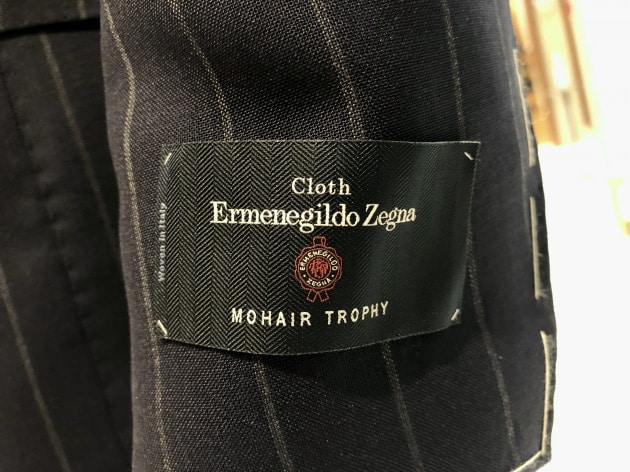 Cloth
Ermenegildo Zegna
ERMENEGILDO
ZEGNA
MOHAIR TROPHY
Woven in Italy